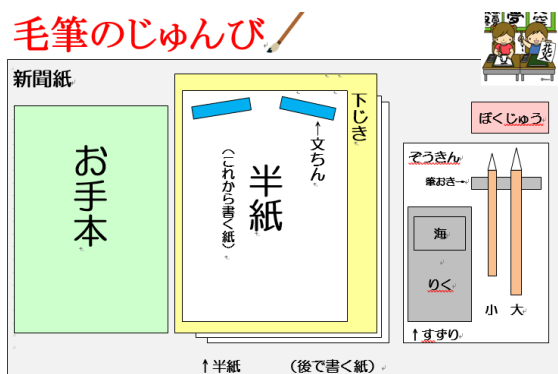 毛筆のじゅんび
新聞紙
お手本
下じき
↑文ちん
半紙
(これから書く紙)
ぼくじゅう
ぞうきん
筆おき→
海
りく
小 大
↑すずり
↑半紙 (後で書く紙)